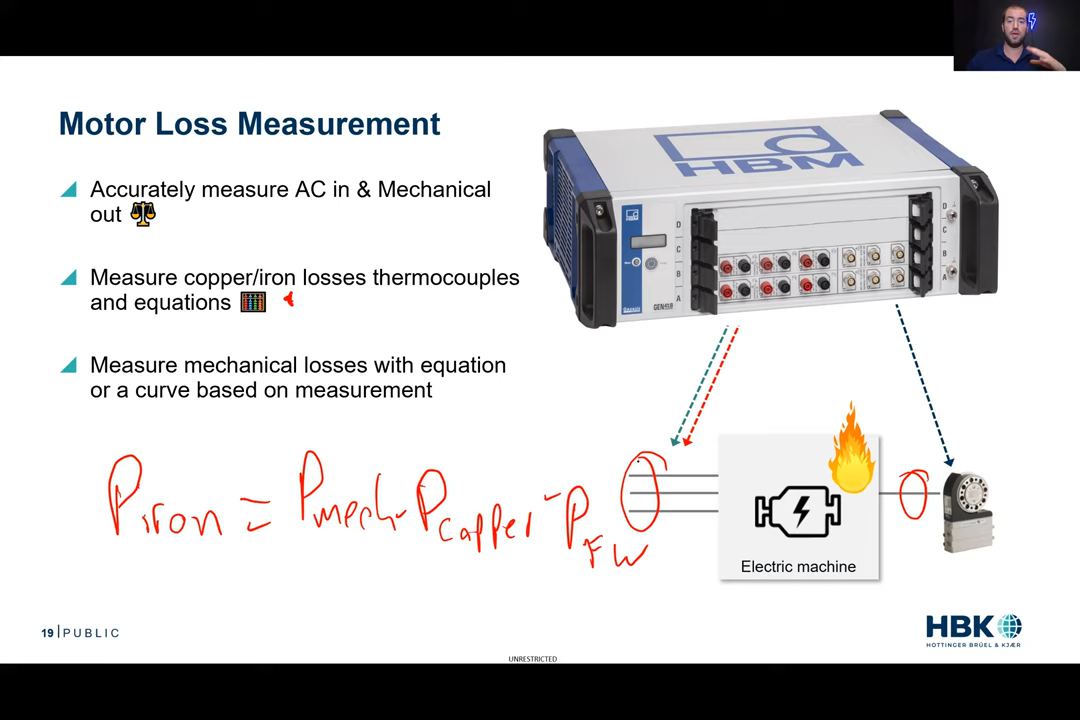 Motor Loss Measurement
Accurately measure AC in & Mechanical
out
Measure copper/iron losses thermocouples
and equations
Measure mechanical losses with equation
or a curve based on measurement
HBM
D
C
B
A
GEN4tB
D
C
B
A
Piron = Pmech - Pcopper - PFW
Electric machine
19 | PUBLIC
HBK
HOTTINGER BRÜEL & KJÆR
UNRESTRICTED